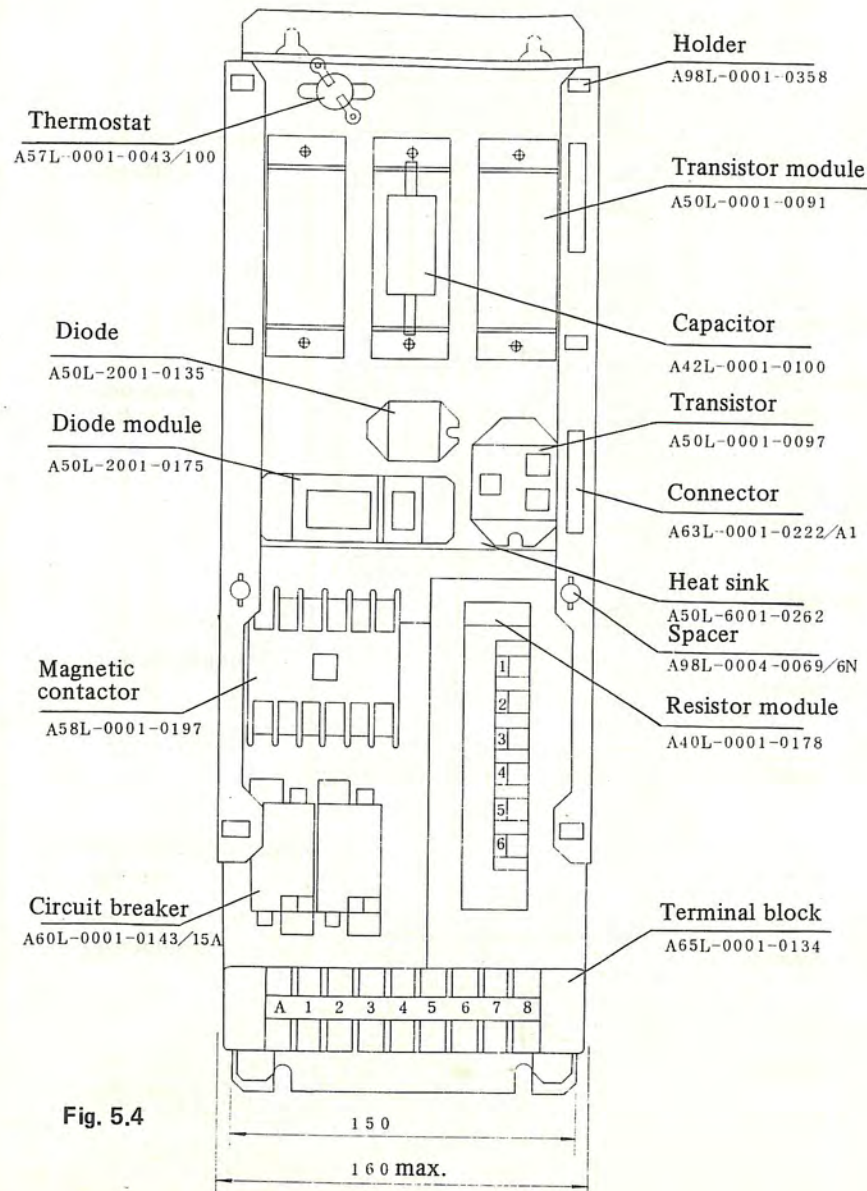 Holder
A98L-0001-0358
Thermostat
A57L-0001-0043/100
Transistor module
A50L-0001-0091
Diode
A50L-2001-0135
Capacitor
A42L-0001-0100
Diode module
A50L-2001-0175
Transistor
A50L-0001-0097
Connector
A63L-0001-0222/A1
Heat sink
A50L-6001-0262
Spacer
A98L-0004-0069/6N
Magnetic
contactor
A58L-0001-0197
Resistor module
A40L-0001-0178
1
2
3
4
5
6
Circuit breaker
A60L-0001-0143/15A
Terminal block
A65L-0001-0134
A 1 2 3 4 5 6 7 8
Fig. 5.4
150
160 max.